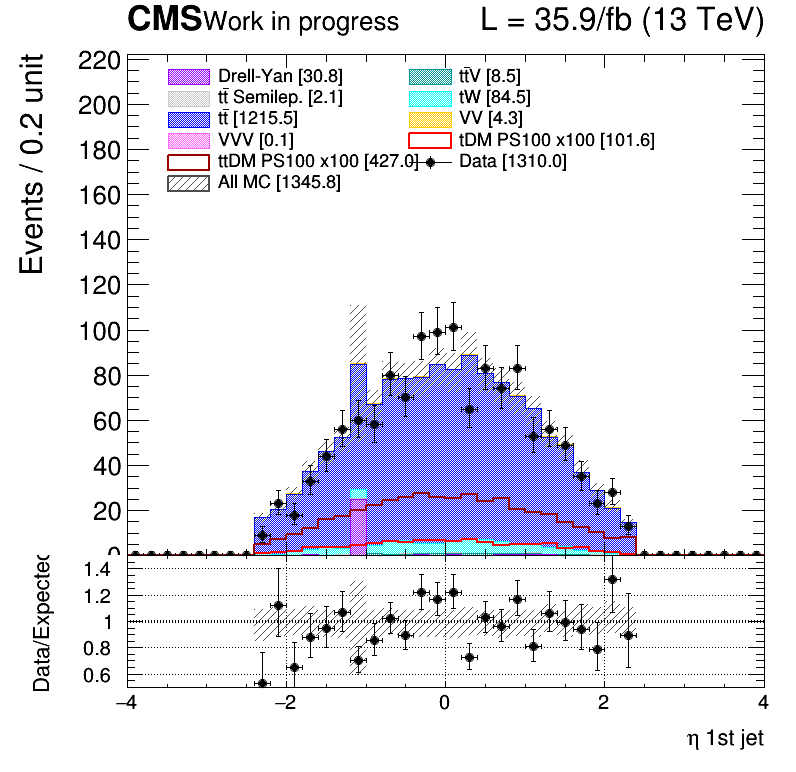 CMS Work in progress L = 35.9/fb (13 TeV)
Events / 0.2 unit
220
200
180
160
140
120
100
80
60
40
20
0
Drell-Yan [30.8]
tt̄V [8.5]
tt̄ Semilep. [2.1]
tW [84.5]
tt̄ [1215.5]
VV [4.3]
VVV [0.1]
tDM PS100 x100 [101.6]
ttDM PS100 x100 [427.0]
Data [1310.0]
All MC [1345.8]
Data/Expected
1.4
1.2
1
0.8
0.6
−4 −2 0 2 4
η 1st jet